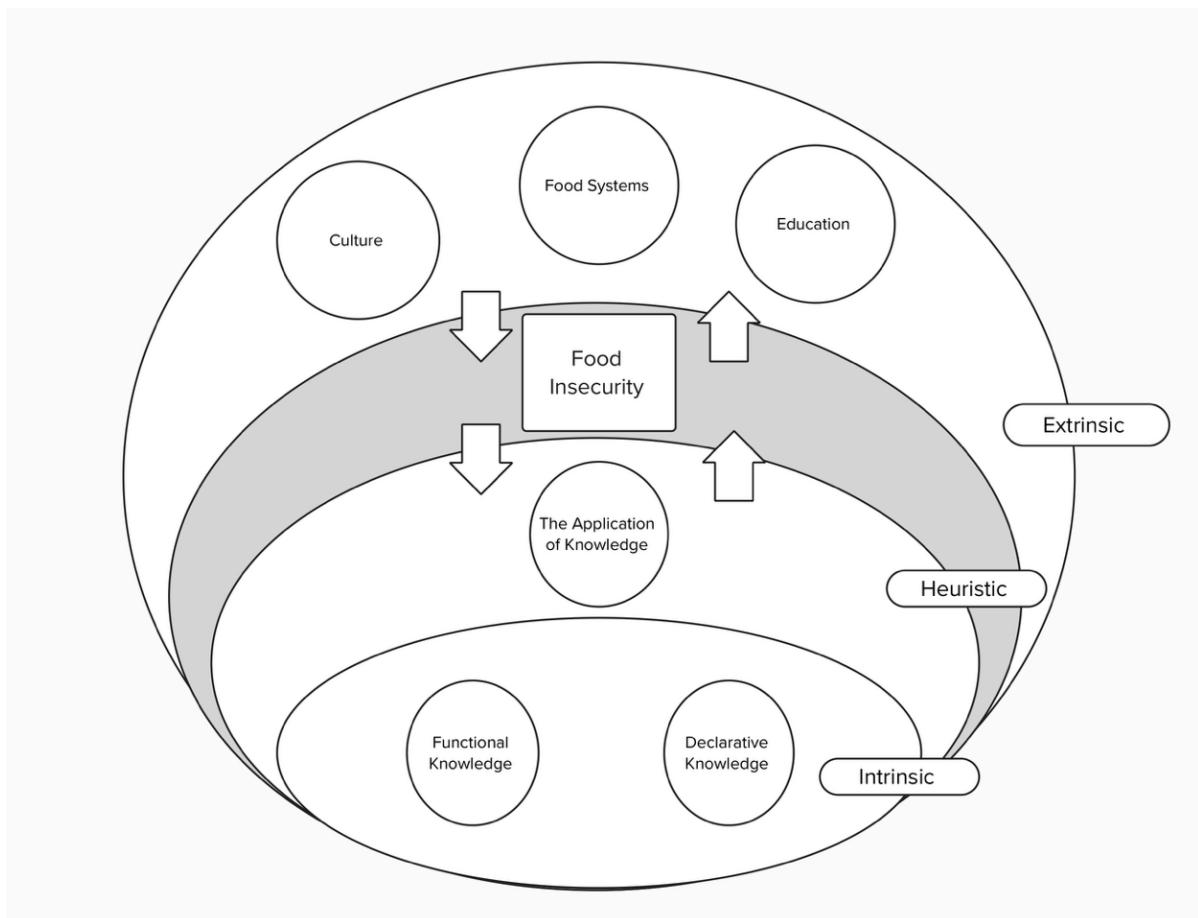 Food Systems
Culture
Education
Food
Insecurity
Extrinsic
The Application
of Knowledge
Heuristic
Functional
Knowledge
Declarative
Knowledge
Intrinsic